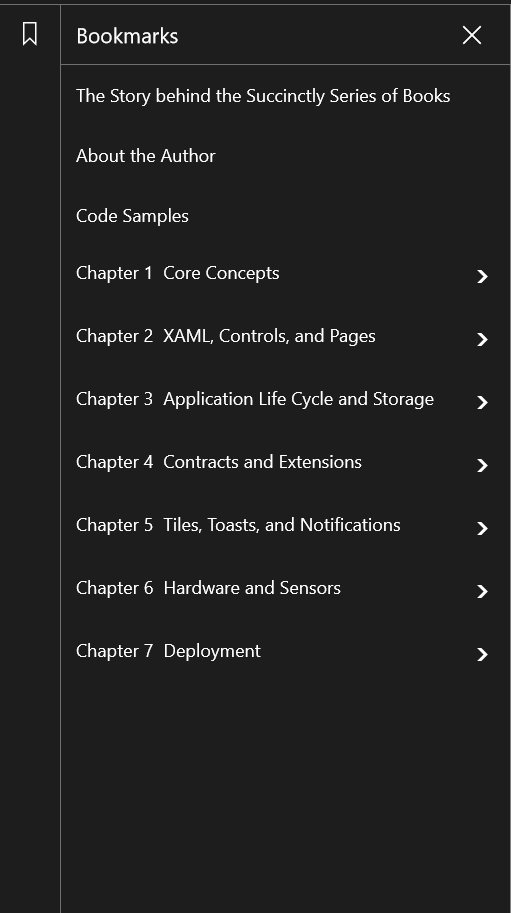 Bookmarks
The Story behind the Succinctly Series of Books
About the Author
Code Samples
Chapter 1  Core Concepts
Chapter 2  XAML, Controls, and Pages
Chapter 3  Application Life Cycle and Storage
Chapter 4  Contracts and Extensions
Chapter 5  Tiles, Toasts, and Notifications
Chapter 6  Hardware and Sensors
Chapter 7  Deployment